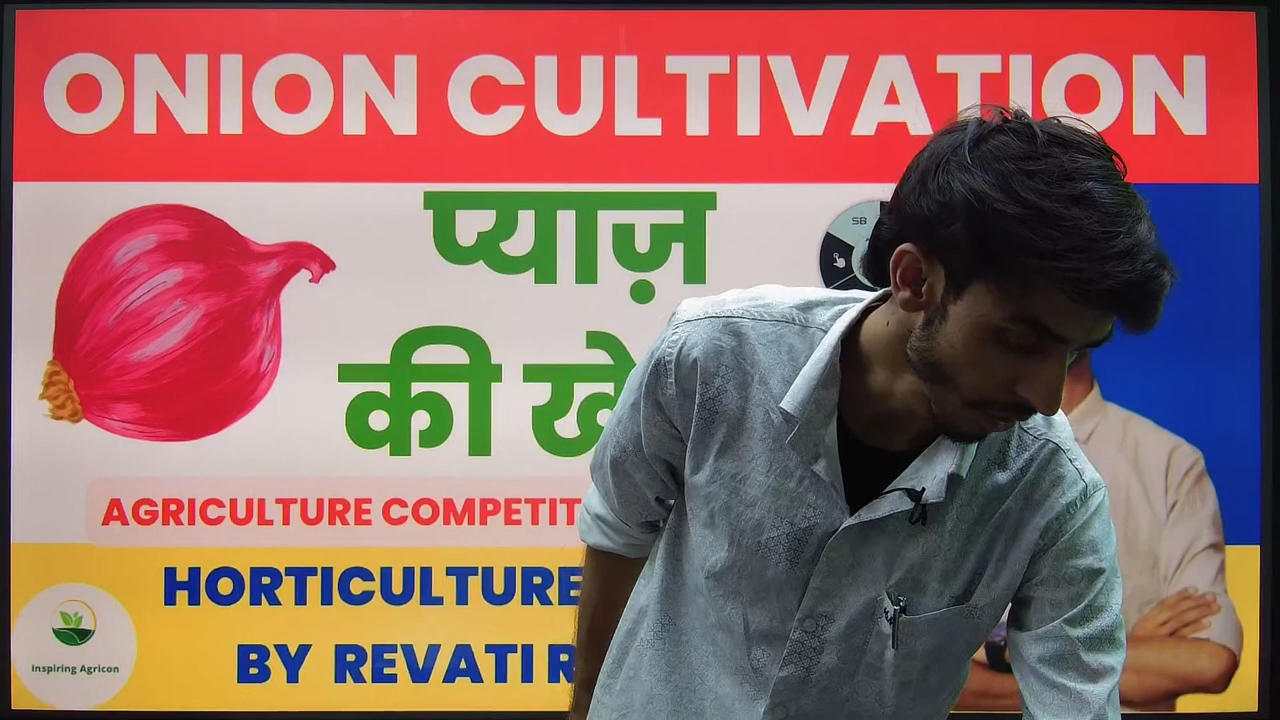 ONION CULTIVATION
प्याज़
SB
की खे
AGRICULTURE COMPETIT
HORTICULTURE
BY REVATI R
Inspiring Agricon